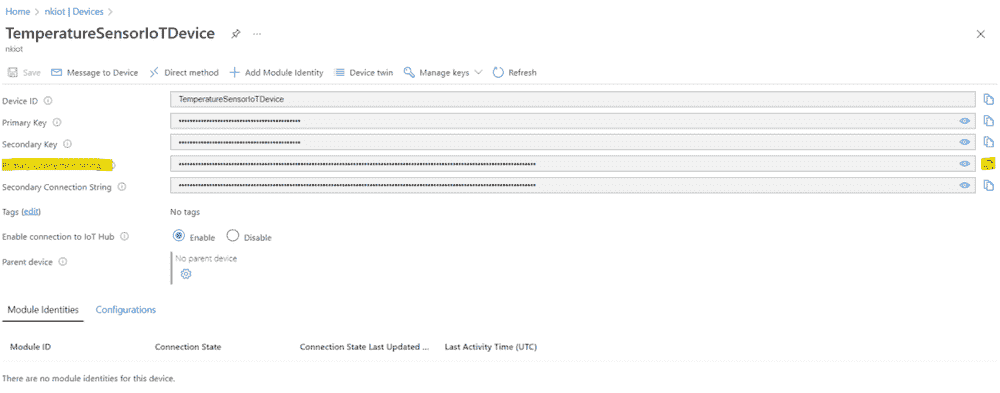 Home > nkiot | Devices >
TemperatureSensorIoTDevice ...
nkiot
Save Message to Device Direct method Add Module Identity Device twin Manage keys Refresh
Device ID TemperatureSensorIoTDevice
Primary Key
Secondary Key
Secondary Connection String
Tags (edit) No tags
Enable connection to IoT Hub Enable Disable
Parent device No parent device
Module Identities Configurations
Module ID Connection State Connection State Last Updated ... Last Activity Time (UTC)
There are no module identities for this device.